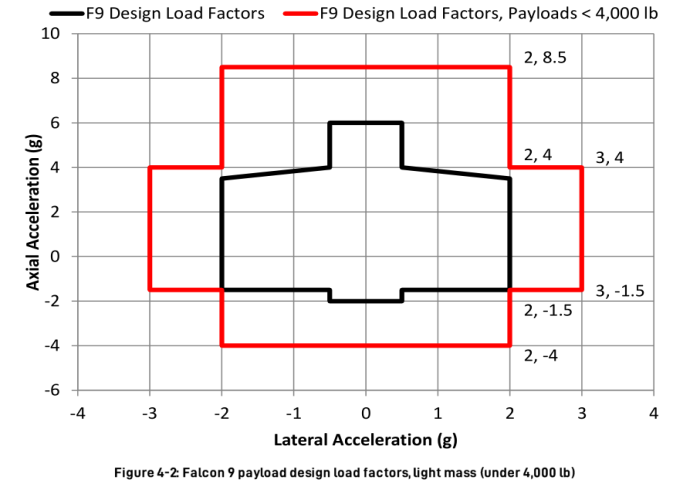 F9 Design Load Factors
F9 Design Load Factors, Payloads < 4,000 lb
10
8
6
4
2
0
-2
-4
-6
Axial Acceleration (g)
2, 8.5
2, 4
3, 4
3, -1.5
2, -1.5
2, -4
-4 -3 -2 -1 0 1 2 3 4
Lateral Acceleration (g)
Figure 4-2: Falcon 9 payload design load factors, light mass (under 4,000 lb)